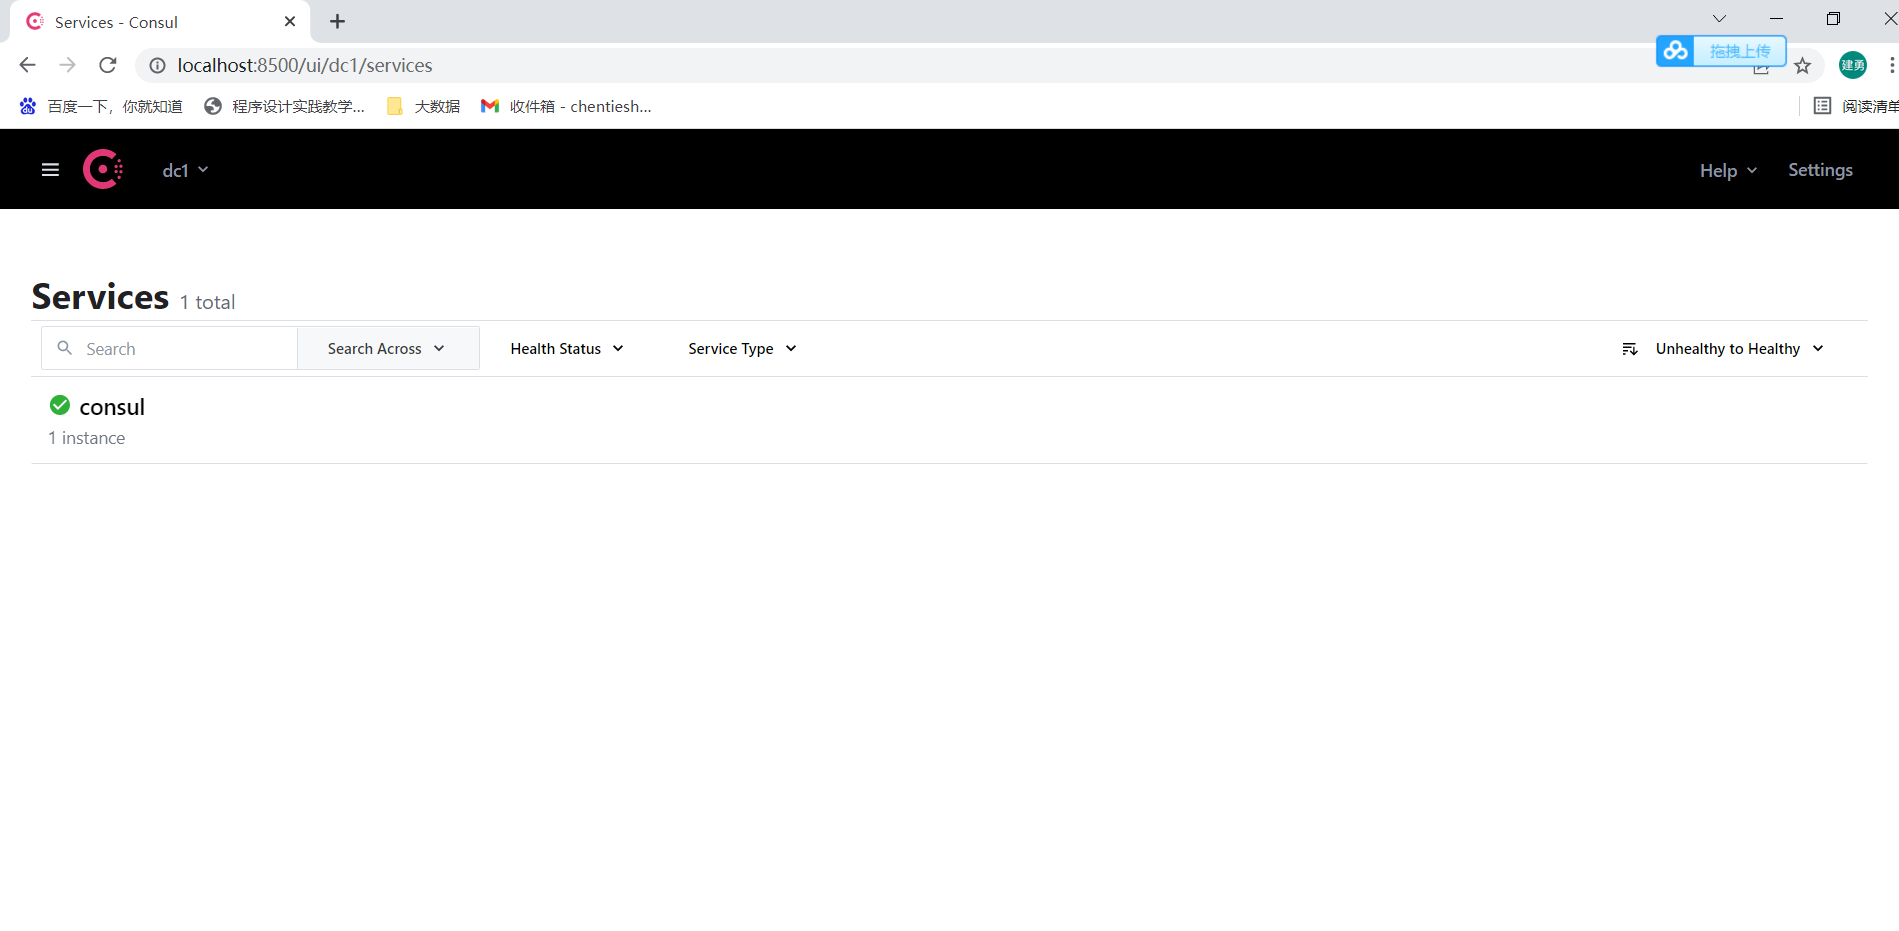 Services - Consul
localhost:8500/ui/dc1/services
拖拽上传
建勇
百度一下，你就知道 程序设计实践教学... 大数据 收件箱 - chentiesh... 阅读清单
dc1 Help Settings
Services 1 total
Search Search Across Health Status Service Type Unhealthy to Healthy
consul
1 instance